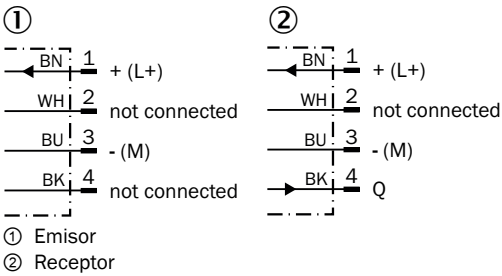 ① ②
BN 1 + (L+)
WH 2 not connected
BU 3 - (M)
BK 4 not connected
BN 1 + (L+)
WH 2 not connected
BU 3 - (M)
BK 4 Q
① Emisor
② Receptor